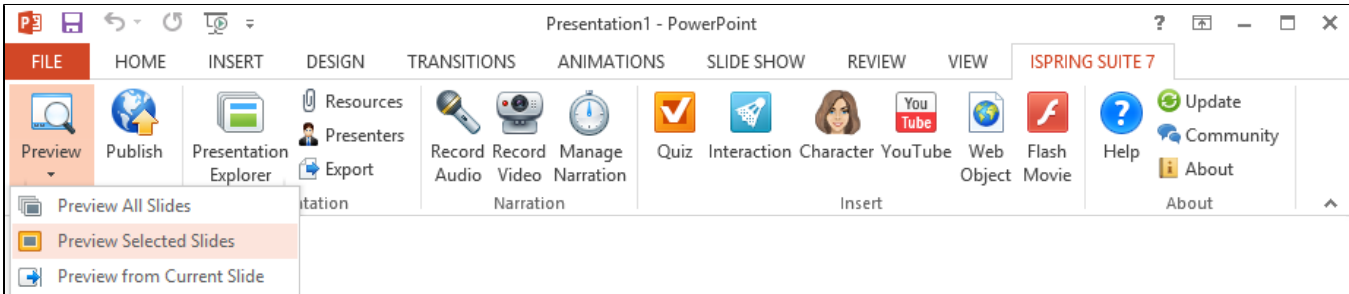 Presentation1 - PowerPoint
FILE HOME INSERT DESIGN TRANSITIONS ANIMATIONS SLIDE SHOW REVIEW VIEW ISPRING SUITE 7
Preview
Publish
Presentation
Explorer
Resources
Presenters
Export
Record
Audio
Record
Video
Manage
Narration
Narration
Quiz
Interaction
Character
You
Tube
YouTube
Web
Object
Flash
Movie
Insert
?
Help
Update
Community
About
About
Preview All Slides
Preview Selected Slides
Preview from Current Slide